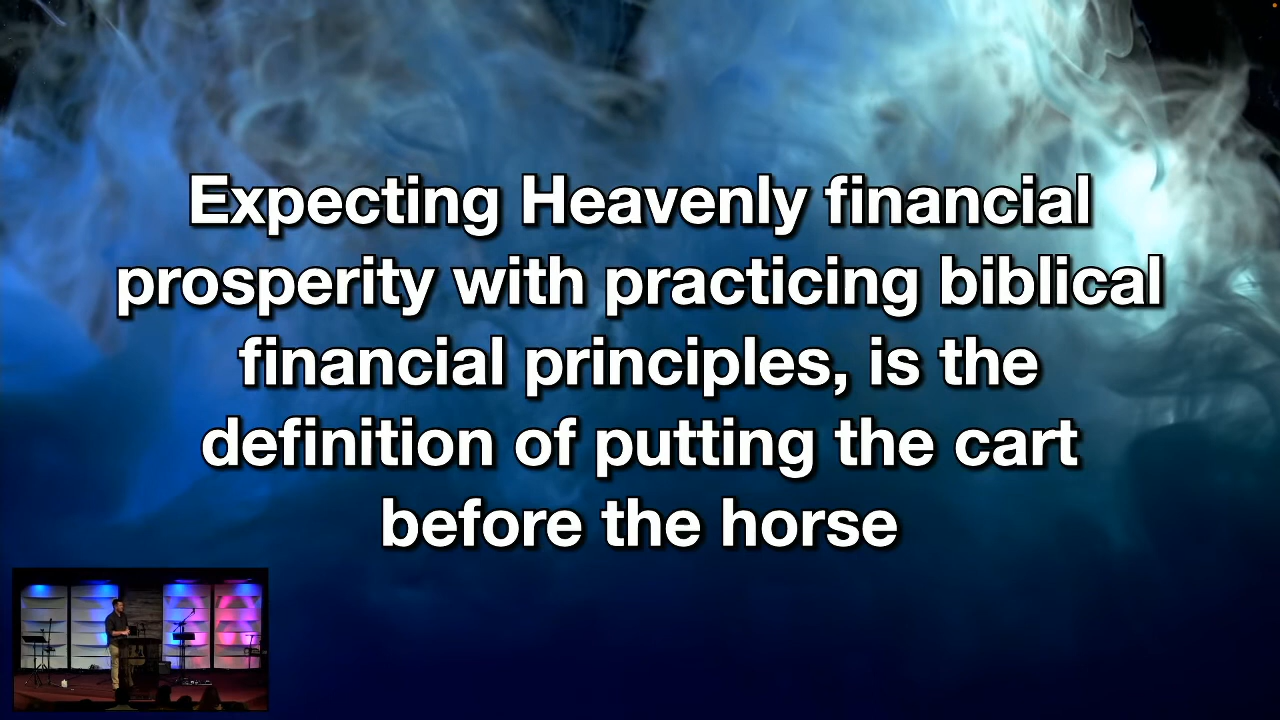 Expecting Heavenly financial
prosperity with practicing biblical
financial principles, is the
definition of putting the cart
before the horse